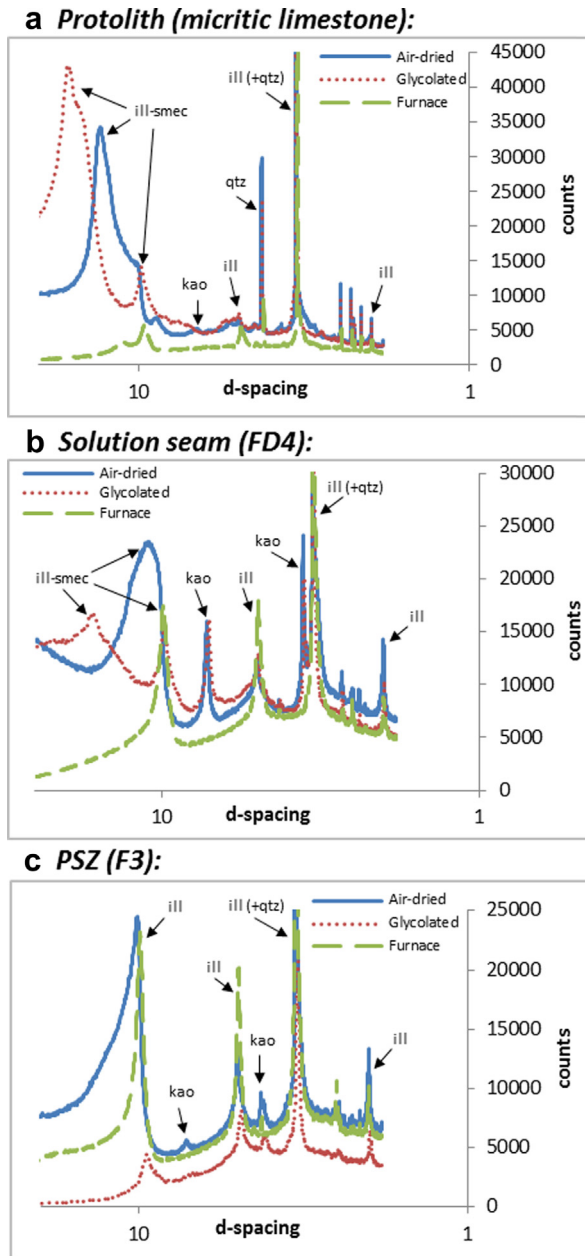 a Protolith (micritic limestone):
Air-dried
Glycolated
Furnace
ill (+qtz)
ill-smec
qtz
kao
ill
ill
45000
40000
35000
30000
25000
20000
15000
10000
5000
0
counts
10
d-spacing
1
b Solution seam (FD4):
Air-dried
Glycolated
Furnace
ill (+qtz)
kao
ill-smec
kao
ill
ill
30000
25000
20000
15000
10000
5000
0
counts
10
d-spacing
1
c PSZ (F3):
ill
ill (+qtz)
Air-dried
Glycolated
Furnace
ill
kao
kao
ill
25000
20000
15000
10000
5000
0
counts
10
d-spacing
1